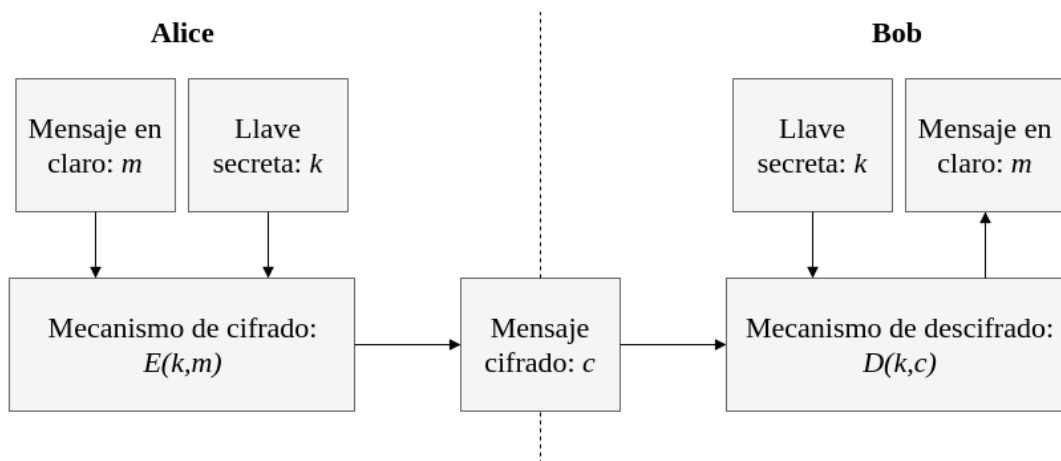 Alice
Bob
Mensaje en
claro: m
Llave
secreta: k
Llave
secreta: k
Mensaje en
claro: m
Mecanismo de cifrado:
E(k,m)
Mensaje
cifrado: c
Mecanismo de descifrado:
D(k,c)